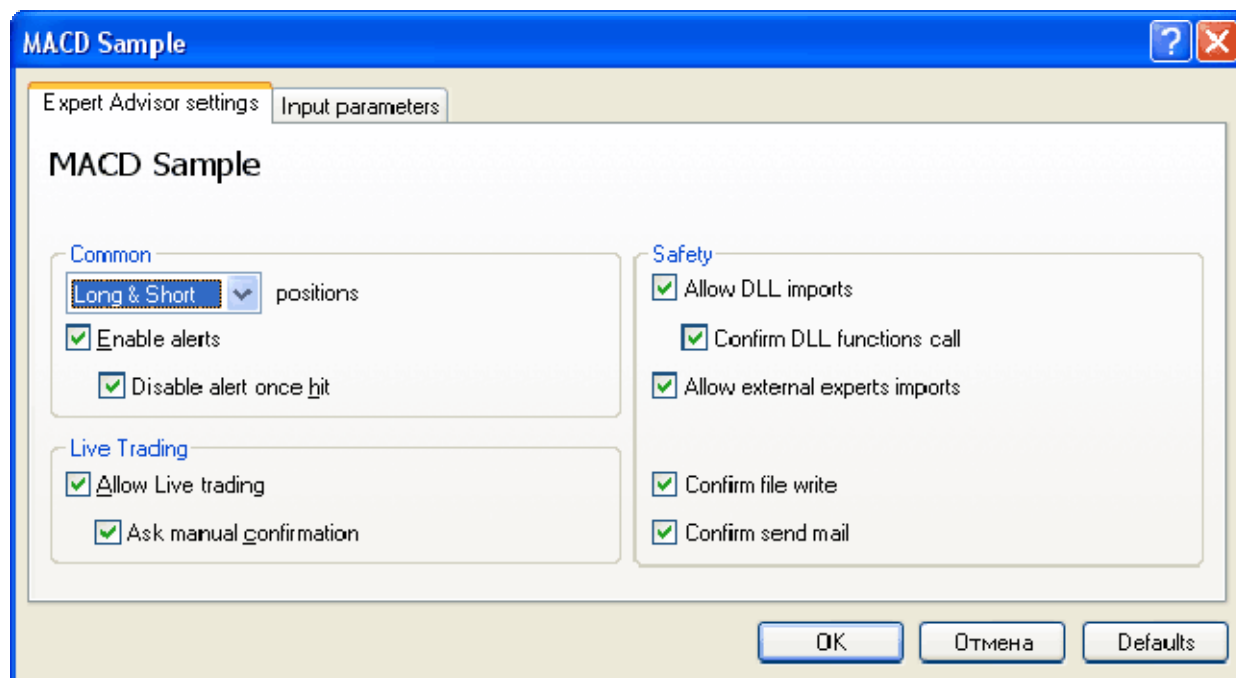 MACD Sample
Expert Advisor settings
Input parameters
MACD Sample
Common
Long & Short
positions
Enable alerts
Disable alert once hit
Live Trading
Allow Live trading
Ask manual confirmation
Safety
Allow DLL imports
Confirm DLL functions call
Allow external experts imports
Confirm file write
Confirm send mail
OK
Отмена
Defaults